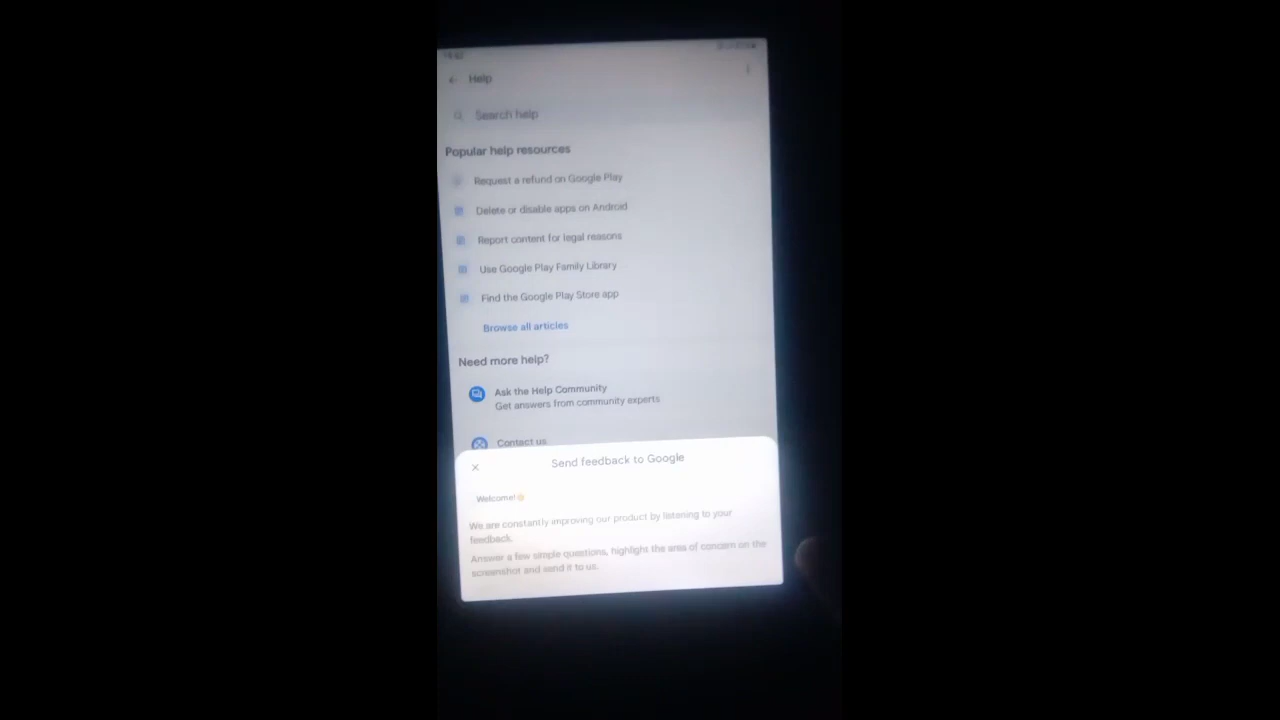 Help
Search help
Popular help resources
Request a refund on Google Play
Delete or disable apps on Android
Report content for legal reasons
Use Google Play Family Library
Find the Google Play Store app
Browse all articles
Need more help?
Ask the Help Community
Get answers from community experts
Contact us
Send feedback to Google
Welcome!
We are constantly improving our product by listening to your
feedback.
Answer a few simple questions, highlight the area of concern on the
screenshot and send it to us.